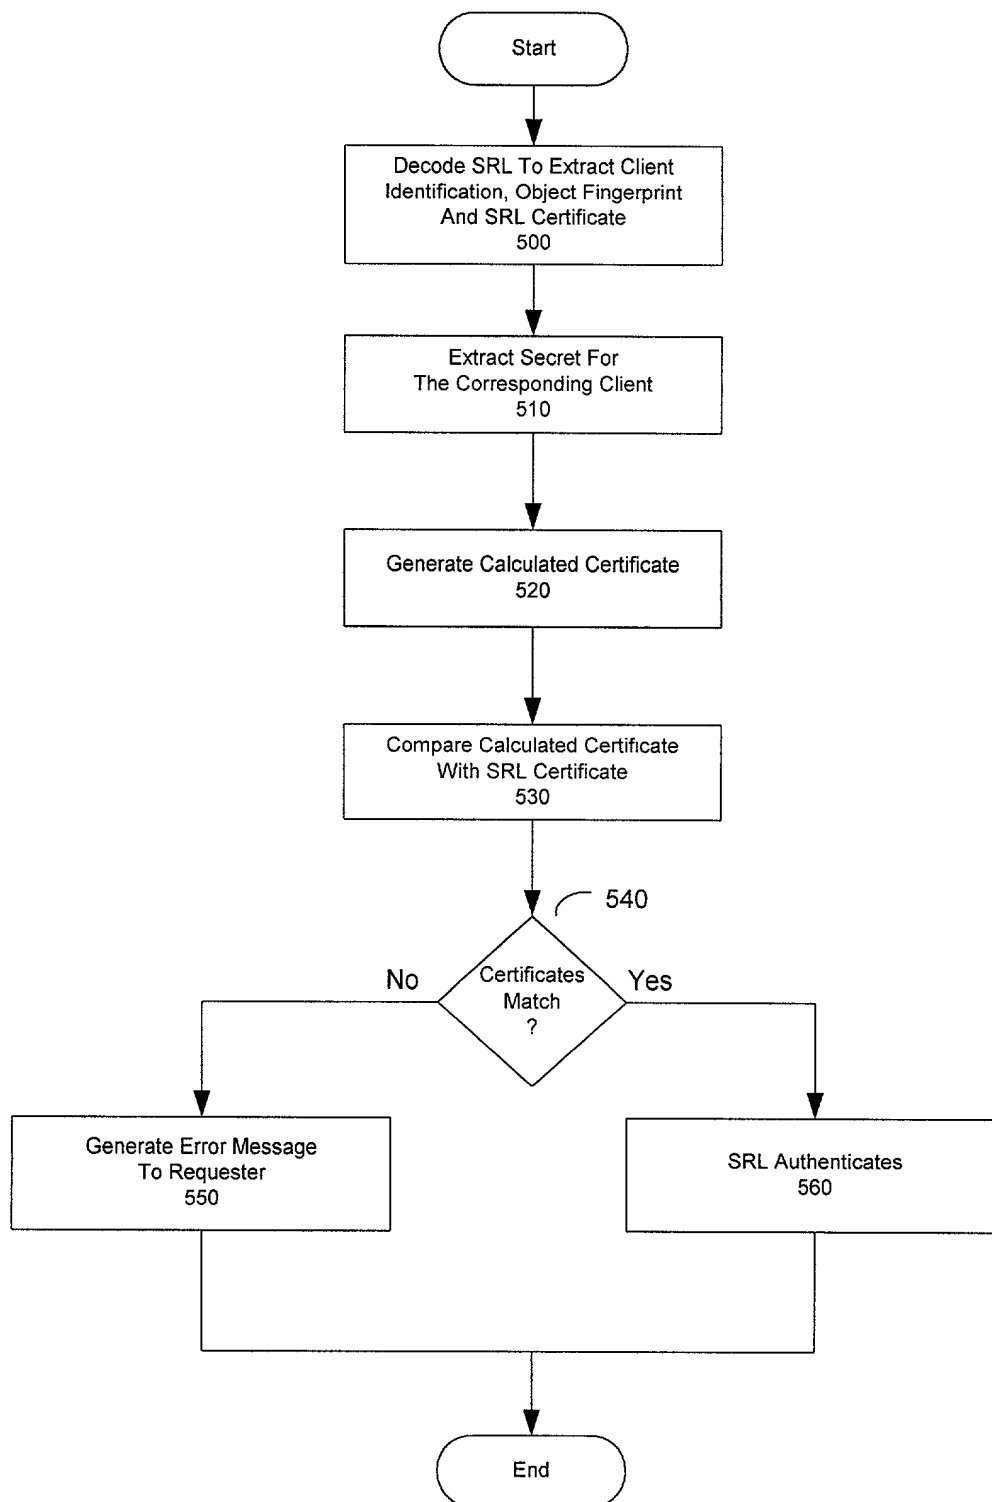 Start
Decode SRL To Extract Client
Identification, Object Fingerprint
And SRL Certificate
500
Extract Secret For
The Corresponding Client
510
Generate Calculated Certificate
520
Compare Calculated Certificate
With SRL Certificate
530
540
Certificates
Match
?
No
Yes
Generate Error Message
To Requester
550
SRL Authenticates
560
End